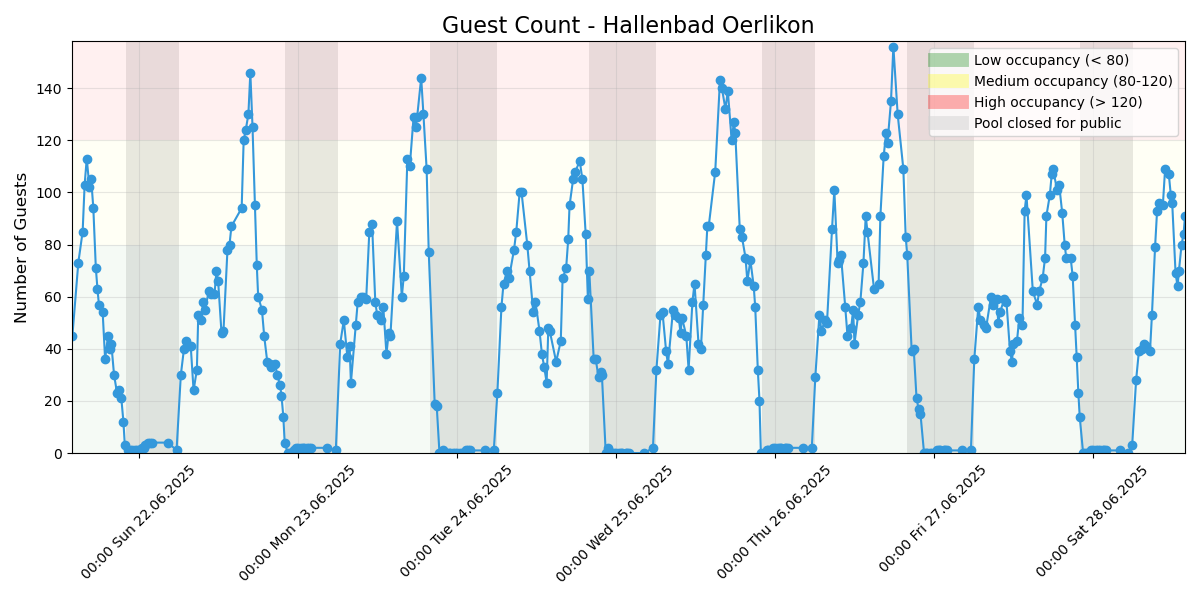 Guest Count - Hallenbad Oerlikon
Number of Guests
140
120
100
80
60
40
20
0
Low occupancy (< 80)
Medium occupancy (80-120)
High occupancy (> 120)
Pool closed for public
00:00 Sun 22.06.2025
00:00 Mon 23.06.2025
00:00 Tue 24.06.2025
00:00 Wed 25.06.2025
00:00 Thu 26.06.2025
00:00 Fri 27.06.2025
00:00 Sat 28.06.2025